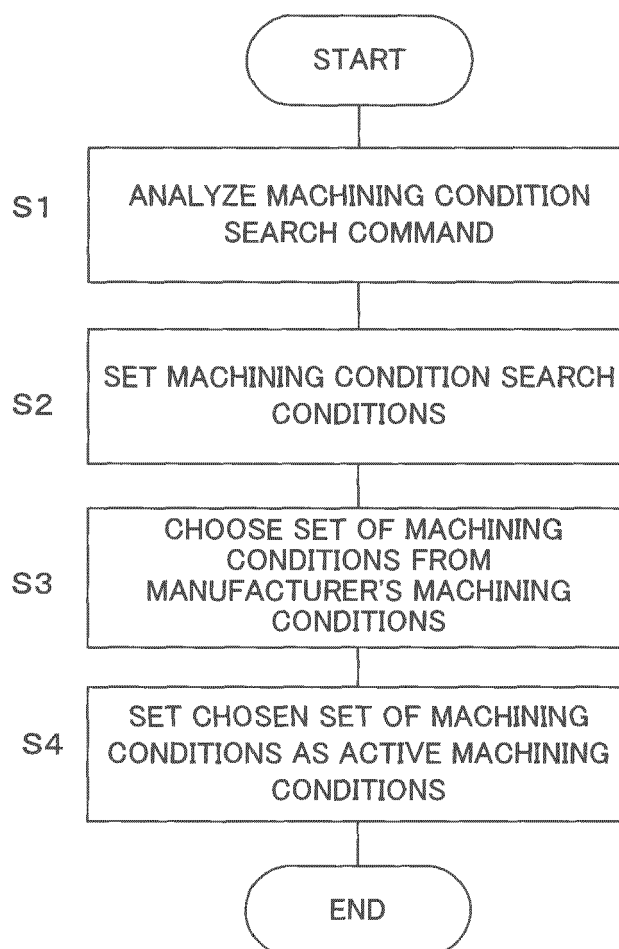 START
S1
ANALYZE MACHINING CONDITION
SEARCH COMMAND
S2
SET MACHINING CONDITION SEARCH
CONDITIONS
S3
CHOOSE SET OF MACHINING
CONDITIONS FROM
MANUFACTURER'S MACHINING
CONDITIONS
S4
SET CHOSEN SET OF MACHINING
CONDITIONS AS ACTIVE MACHINING
CONDITIONS
END